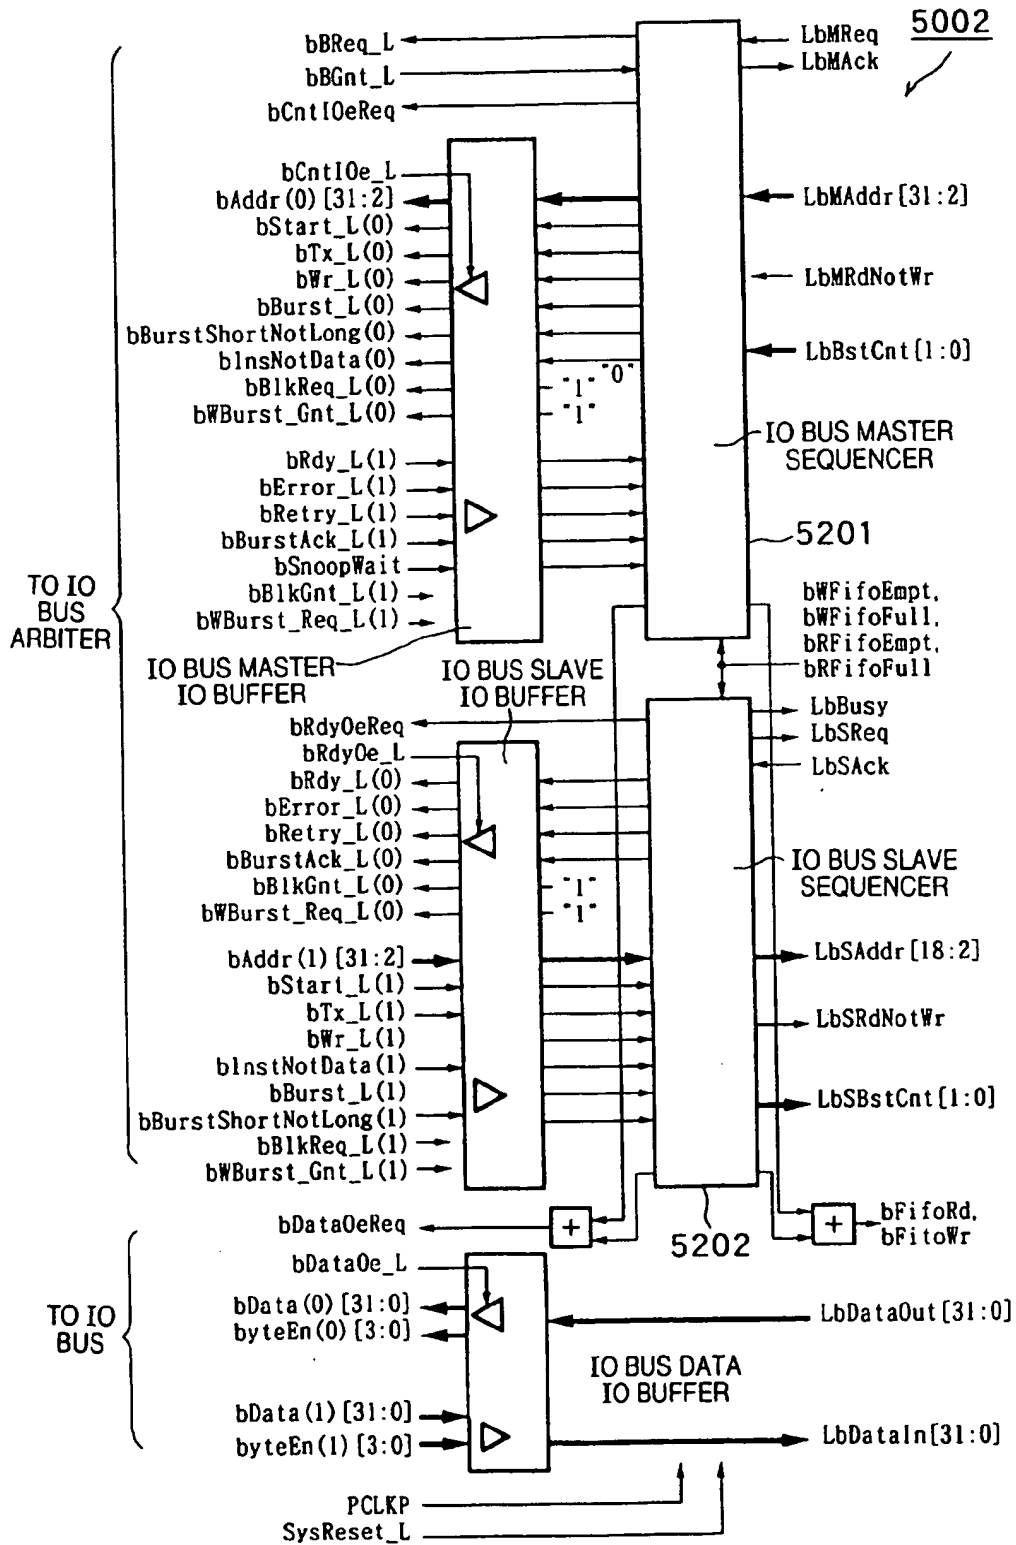 5002
bBReq_L
LbMReq
bBGnt_L
LbMAck
bCntIOeReq
bCntIOe_L
bAddr(0)[31:2]
LbMAddr[31:2]
bStart_L(0)
bTx_L(0)
bWr_L(0)
LbMRdNotWr
bBurst_L(0)
bBurstShortNotLong(0)
bInsNotData(0)
"0"
LbBstCnt[1:0]
bBlkReq_L(0)
"1"
bWBurst_Gnt_L(0)
"1"
IO BUS MASTER
SEQUENCER
bRdy_L(1)
bError_L(1)
bRetry_L(1)
bBurstAck_L(1)
5201
bSnoopWait
bBlkGnt_L(1)
bWBurst_Req_L(1)
TO IO
BUS
ARBITER
bWFifoEmpt,
bWFifoFull,
bRFifoEmpt,
bRFifoFull
IO BUS MASTER
IO BUFFER
IO BUS SLAVE
IO BUFFER
bRdyOeReq
LbBusy
LbSReq
bRdyOe_L
LbSAck
bRdy_L(0)
bError_L(0)
bRetry_L(0)
bBurstAck_L(0)
IO BUS SLAVE
SEQUENCER
bBlkGnt_L(0)
"1"
bWBurst_Req_L(0)
"1"
bAddr(1)[31:2]
LbSAddr[18:2]
bStart_L(1)
bTx_L(1)
LbSRdNotWr
bWr_L(1)
bInstNotData(1)
bBurst_L(1)
LbSBstCnt[1:0]
bBurstShortNotLong(1)
bBlkReq_L(1)
bWBurst_Gnt_L(1)
bDataOeReq
+
5202
+
bFifoRd,
bFitoWr
bDataOe_L
TO IO
BUS
bData(0)[31:0]
LbDataOut[31:0]
byteEn(0)[3:0]
IO BUS DATA
IO BUFFER
bData(1)[31:0]
byteEn(1)[3:0]
LbDataIn[31:0]
PCLKP
SysReset_L